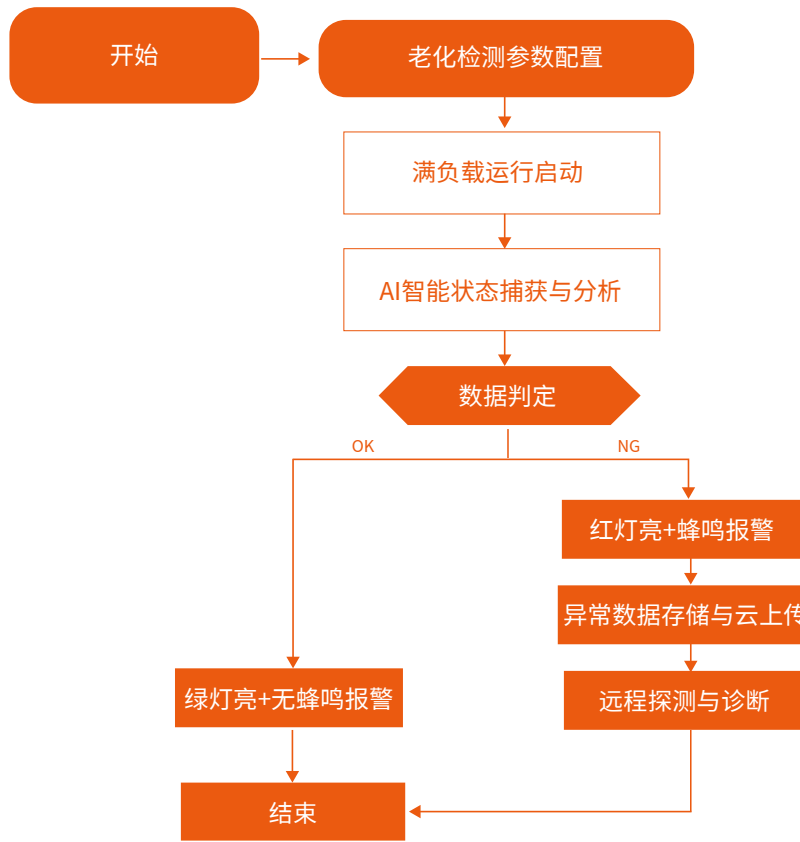 开始
老化检测参数配置
满负载运行启动
AI智能状态捕获与分析
数据判定
OK
NG
红灯亮+蜂鸣报警
异常数据存储与云上传
绿灯亮+无蜂鸣报警
远程探测与诊断
结束